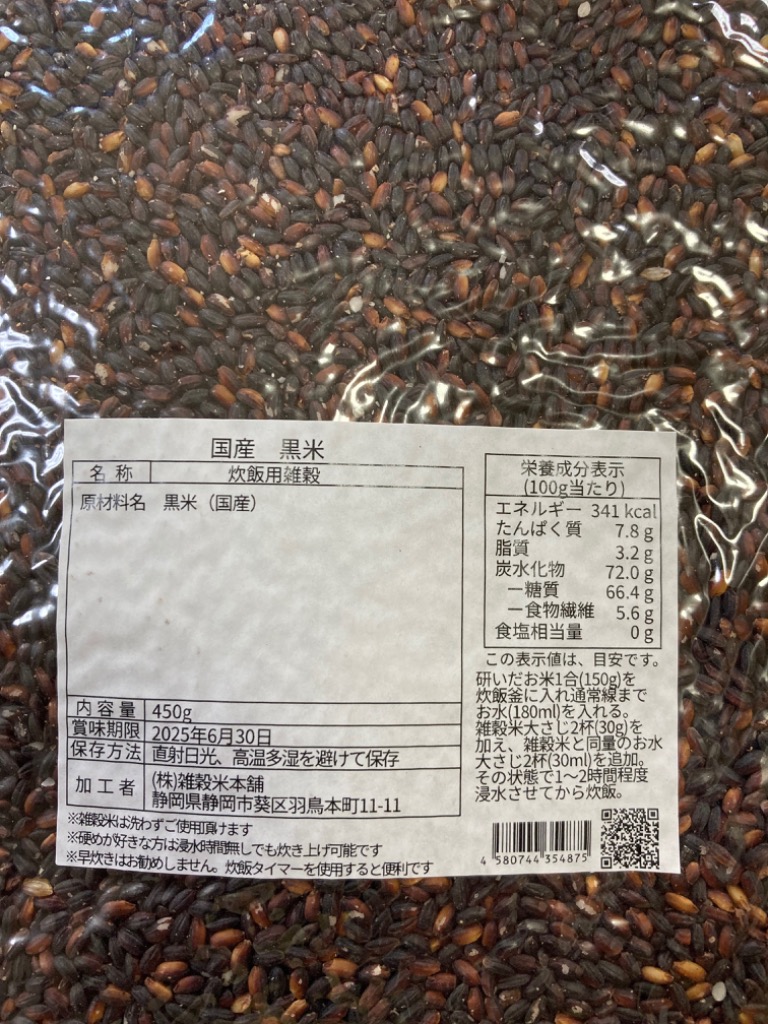 国産 黒米
名 称 炊飯用雑穀
原材料名 黒米（国産）
内 容 量 450g
賞味期限 2025年6月30日
保存方法 直射日光、高温多湿を避けて保存
加 工 者 (株)雑穀米本舗
静岡県静岡市葵区羽鳥本町11-11
※雑穀米は洗わずご使用頂けます
※硬めが好きな方は浸水時間無しでも炊き上げ可能です
※早炊きはお勧めしません。炊飯タイマーを使用すると便利です
栄養成分表示
(100g当たり)
エネルギー 341 kcal
たんぱく質 7.8 g
脂質 3.2 g
炭水化物 72.0 g
ー糖質 66.4 g
ー食物繊維 5.6 g
食塩相当量 0 g
この表示値は、目安です。
研いだお米1合(150g)を
炊飯釜に入れ通常線まで
お水(180ml)を入れる。
雑穀米大さじ2杯(30g)を
加え、雑穀米と同量のお水
大さじ2杯(30ml)を追加。
その状態で1～2時間程度
浸水させてから炊飯。
4 580744 354875